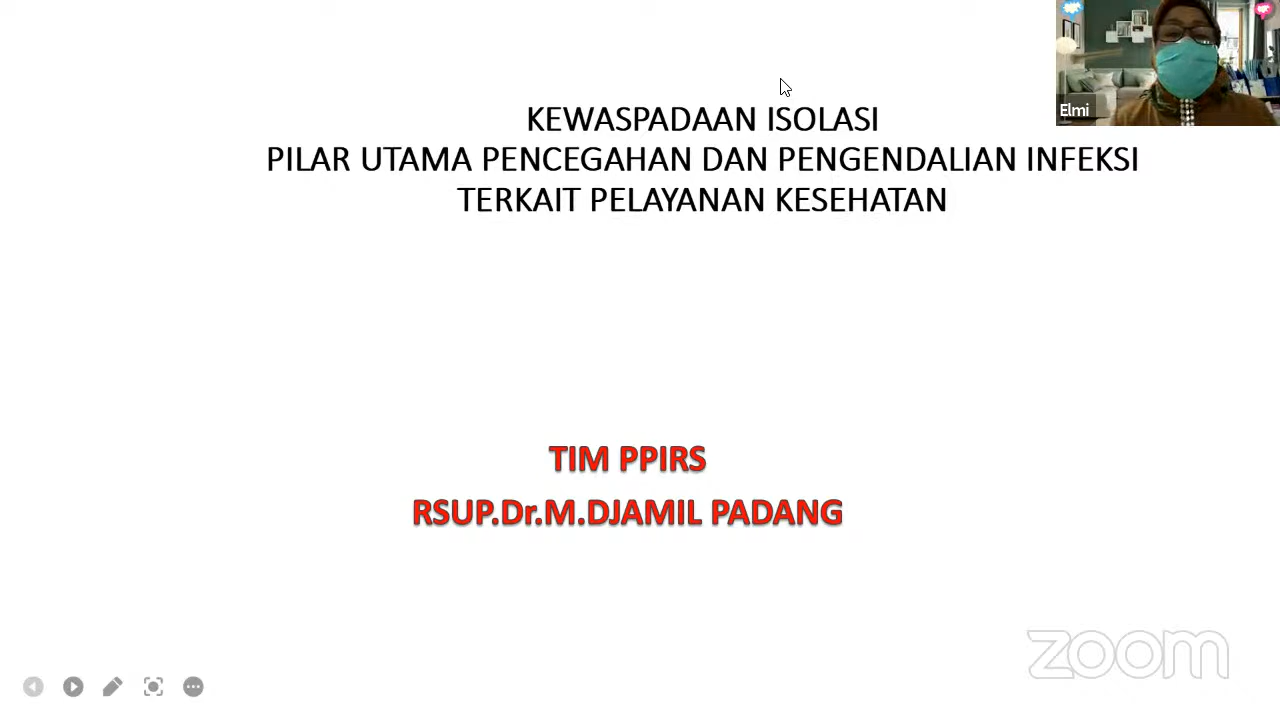 KEWASPADAAN ISOLASI
PILAR UTAMA PENCEGAHAN DAN PENGENDALIAN INFEKSI
TERKAIT PELAYANAN KESEHATAN
Elmi
TIM PPIRS
RSUP.Dr.M.DJAMIL PADANG
zoom